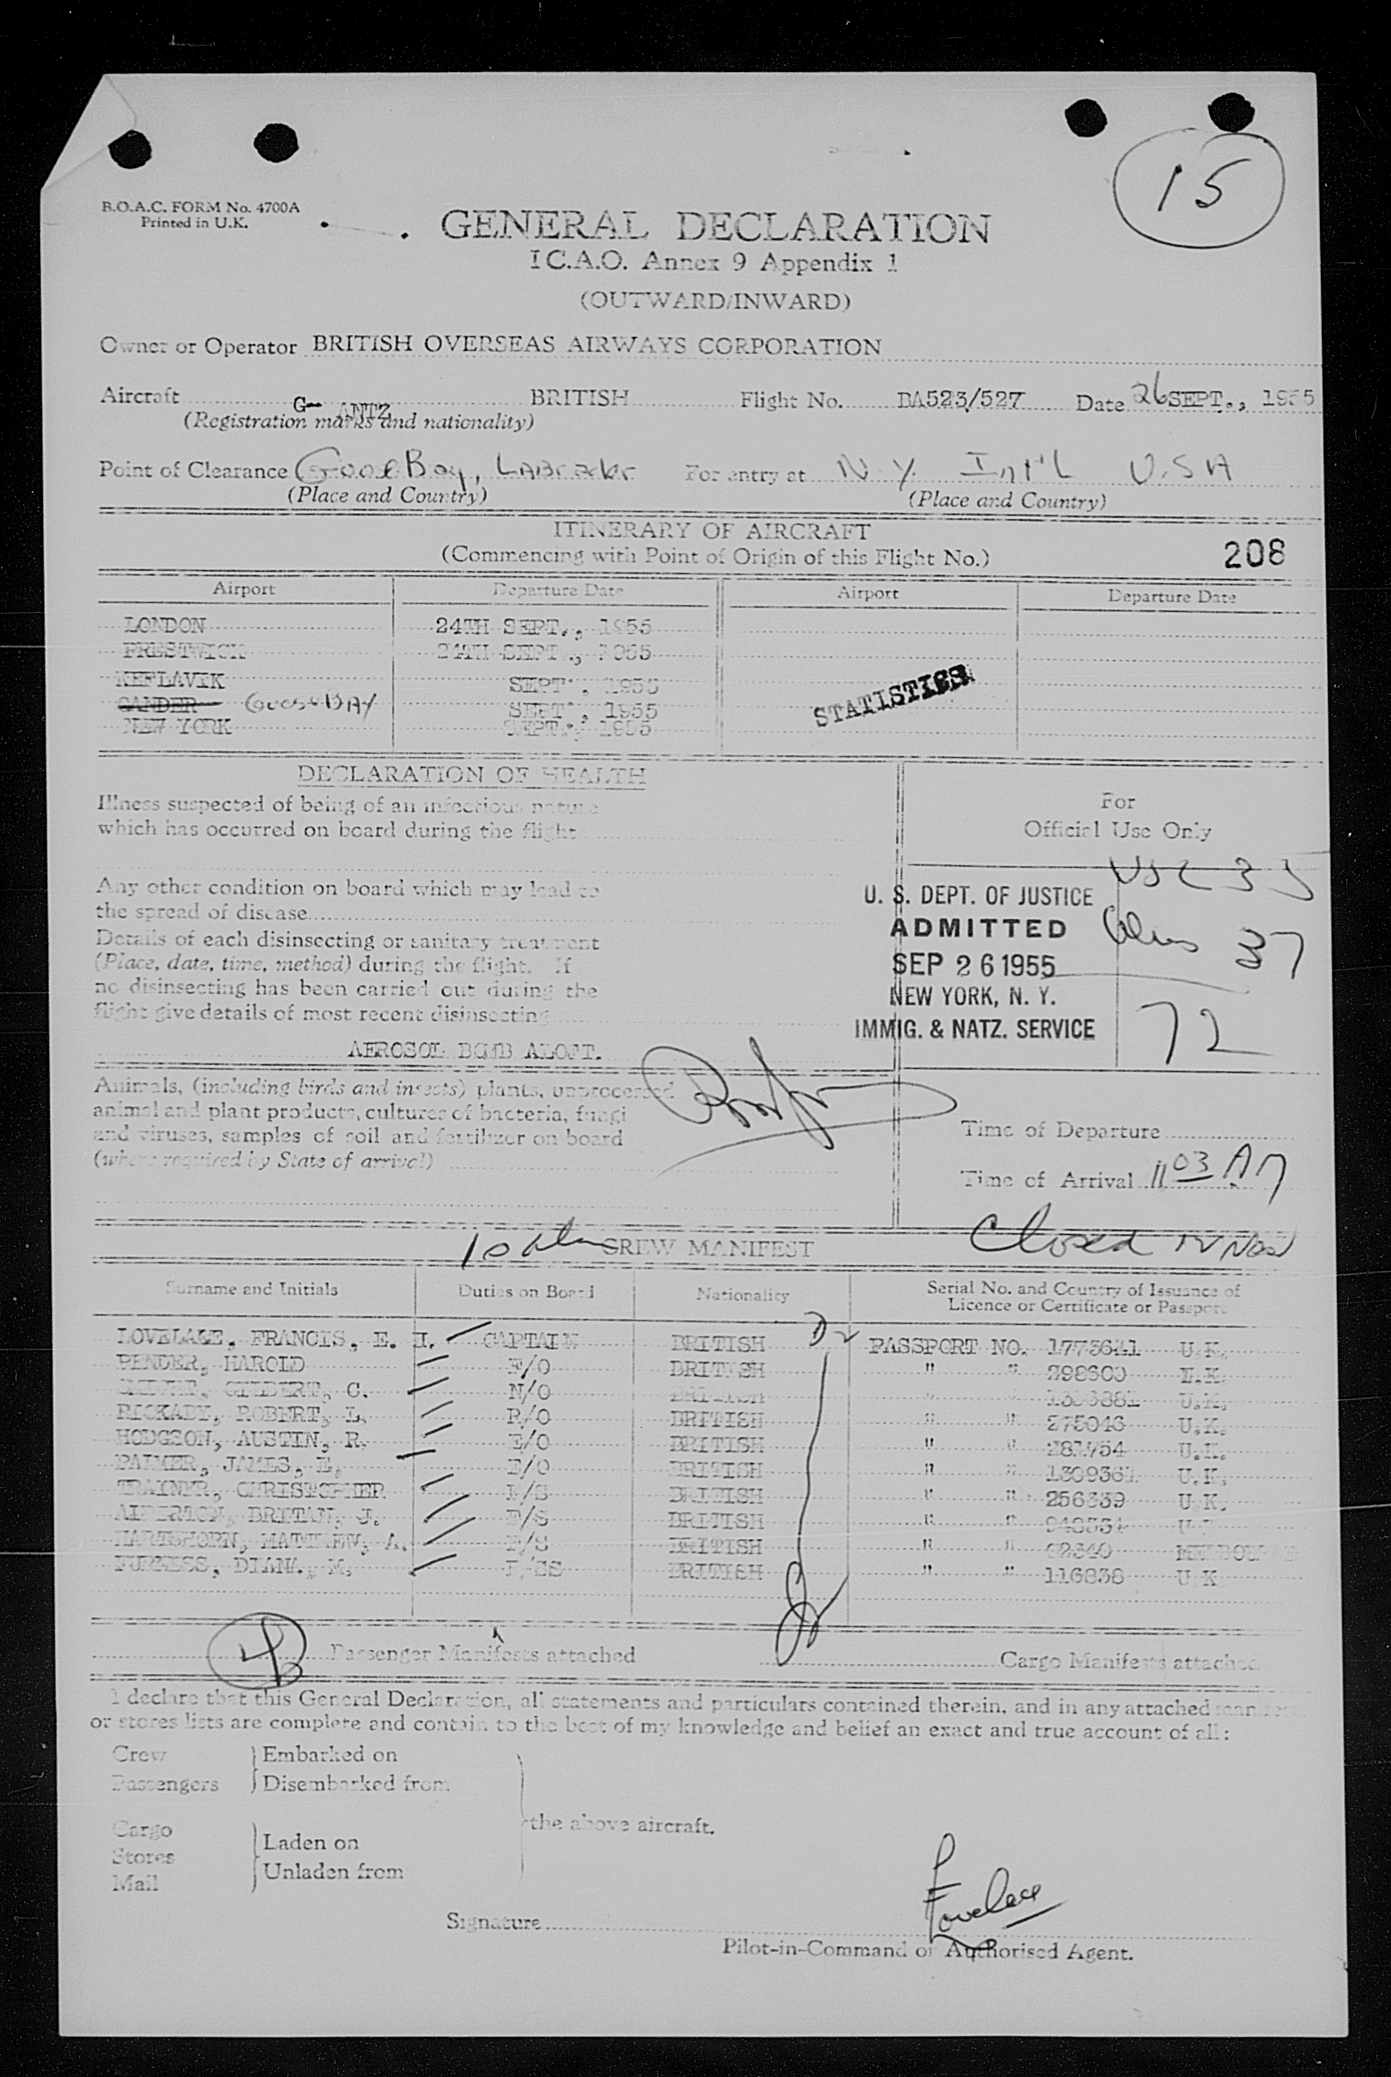 15
B.O.A.C. FORM No. 4700A
Printed in U.K.
GENERAL DECLARATION
I C.A.O. Annex 9 Appendix 1
(OUTWARD/INWARD)
Owner or Operator BRITISH OVERSEAS AIRWAYS CORPORATION
Aircraft G- ANTZ BRITISH Flight No. BA523/527 Date 26 SEPT., 1955
(Registration marks and nationality)
Point of Clearance Goose Bay, Labrador For entry at N.Y. Int'l U.S.A
(Place and Country) (Place and Country)
ITINERARY OF AIRCRAFT
(Commencing with Point of Origin of this Flight No.) 208
Airport Departure Date Airport Departure Date
LONDON 24TH SEPT., 1955
PRESTWICK 24TH SEPT., 1955
KEFLAVIK SEPT., 1955
GANDER Goose BAY SEPT., 1955
NEW YORK SEPT., 1955
STATISTICS
DECLARATION OF HEALTH
Illness suspected of being of an infectious nature
which has occurred on board during the flight
Any other condition on board which may lead to
the spread of disease
Details of each disinsecting or sanitary treatment
(Place, date, time, method) during the flight. If
no disinsecting has been carried out during the
flight give details of most recent disinsecting
AEROSOL BOMB ALOFT.
Animals, (including birds and insects) plants, unprocessed
animal and plant products, cultures of bacteria, fungi
and viruses, samples of soil and fertilizer on board
(where required by State of arrival)
For
Official Use Only
USC 35
U. S. DEPT. OF JUSTICE
ADMITTED
Aliens 37
SEP 26 1955
NEW YORK, N. Y.
72
IMMIG. & NATZ. SERVICE
Time of Departure
Time of Arrival 11 03 AM
Closed
10 CREW MANIFEST
Surname and Initials Duties on Board Nationality Serial No. and Country of Issuance of
Licence or Certificate or Passport
LOVELACE, FRANCIS, E. CAPTAIN BRITISH PASSPORT NO. 1773641 U.K.
PENDER, HAROLD F/O BRITISH " " 298600 U.K.
GILBERT, C. N/O BRITISH U.K.
RICKABY, ROBERT, L. R/O BRITISH " " 275046 U.K.
HODGSON, AUSTIN, R. E/O BRITISH " " U.K.
PALMER, JAMES, E. E/O BRITISH " " U.K.
TRAINER, CHRISTOPHER F/S BRITISH " " 256339 U.K.
F/S BRITISH " " U.K.
HARTSHORN, MATTHEW, A. F/S BRITISH " " MELBOURNE
FURNESS, DIANA, M. F/SS BRITISH " " 116838 U.K.
Passenger Manifests attached Cargo Manifests attached
I declare that this General Declaration, all statements and particulars contained therein, and in any attached
or stores lists are complete and contain to the best of my knowledge and belief an exact and true account of all:
Crew Embarked on
Passengers Disembarked from
the above aircraft.
Cargo Laden on
Stores Unladen from
Mail
Signature Lovelace
Pilot-in-Command or Authorised Agent.